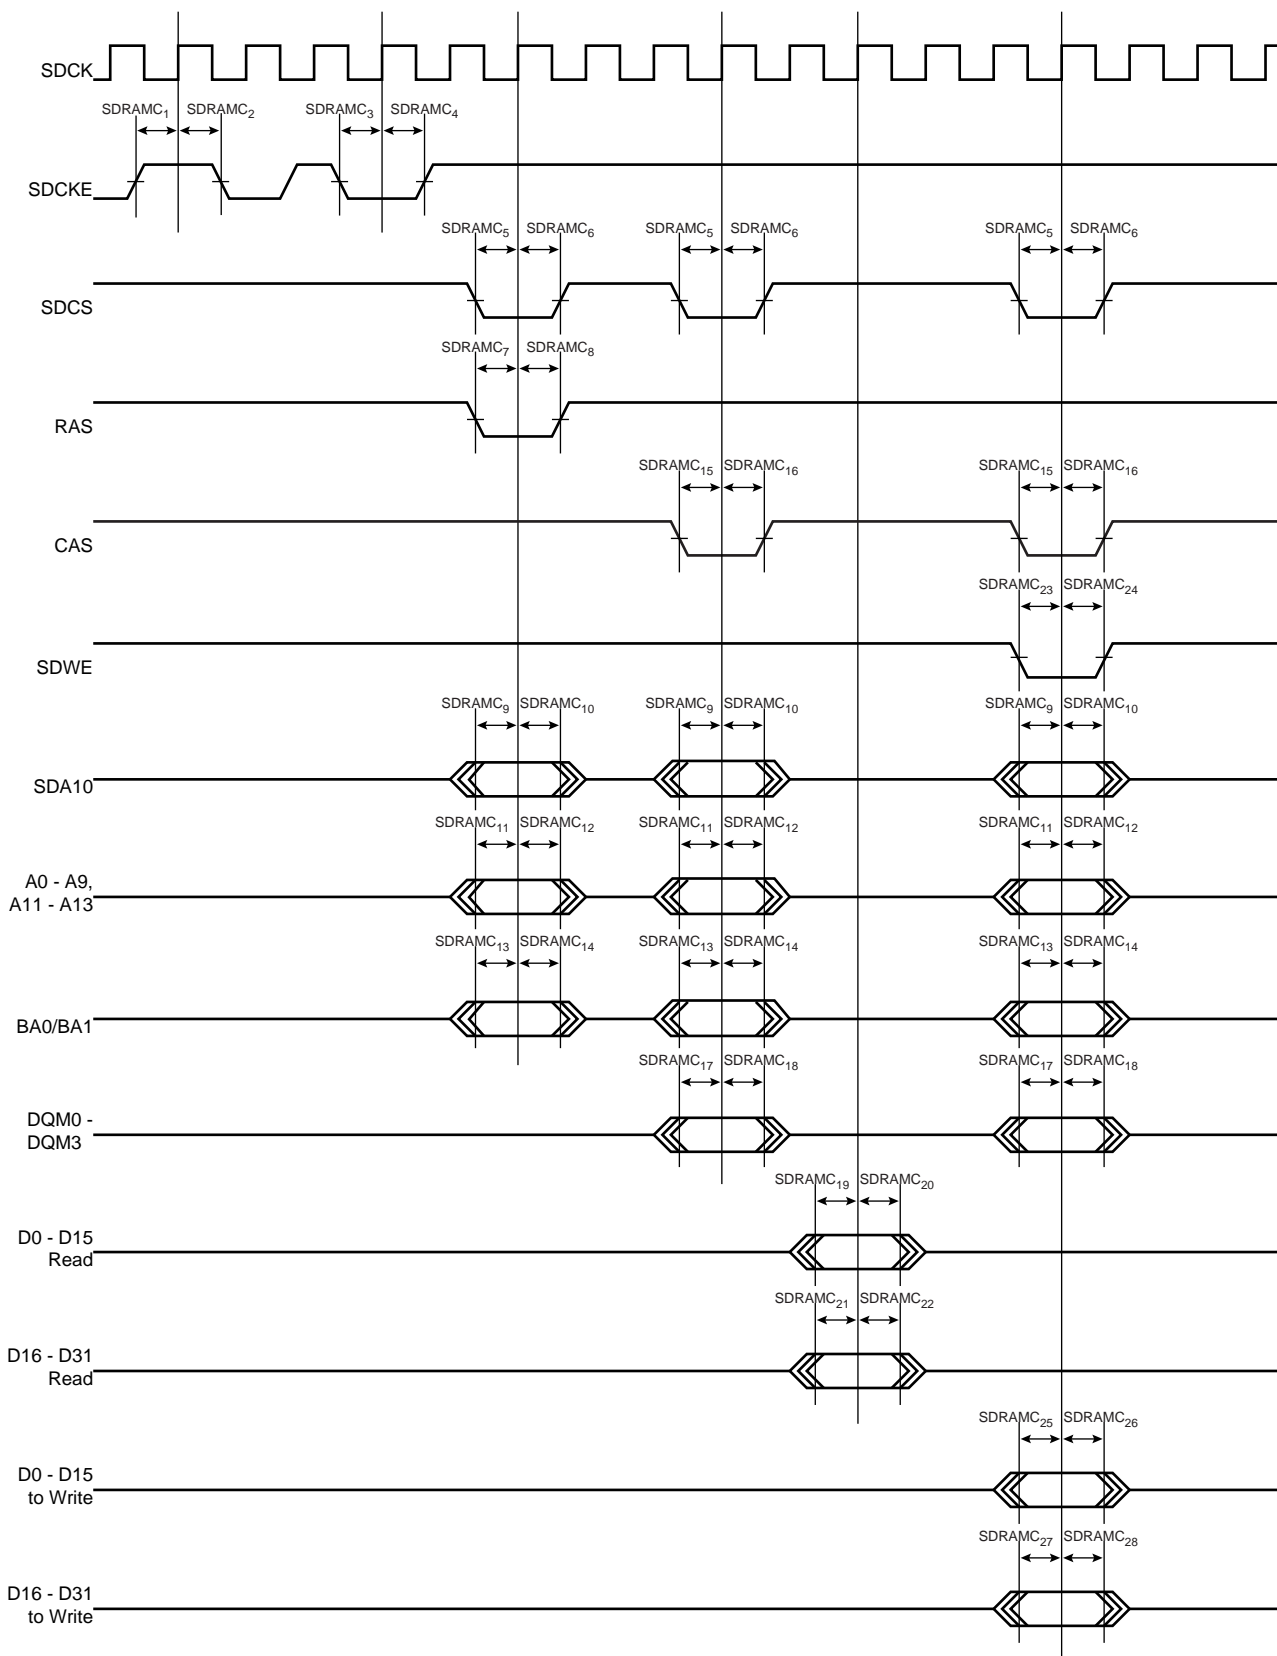 SDCK
SDRAMC1 SDRAMC2 SDRAMC3 SDRAMC4
SDCKE
SDRAMC5 SDRAMC6 SDRAMC5 SDRAMC6 SDRAMC5 SDRAMC6
SDCS
SDRAMC7 SDRAMC8
RAS
SDRAMC15 SDRAMC16 SDRAMC15 SDRAMC16
CAS
SDRAMC23 SDRAMC24
SDWE
SDRAMC9 SDRAMC10 SDRAMC9 SDRAMC10 SDRAMC9 SDRAMC10
SDA10
SDRAMC11 SDRAMC12 SDRAMC11 SDRAMC12 SDRAMC11 SDRAMC12
A0 - A9,
A11 - A13
SDRAMC13 SDRAMC14 SDRAMC13 SDRAMC14 SDRAMC13 SDRAMC14
BA0/BA1
SDRAMC17 SDRAMC18 SDRAMC17 SDRAMC18
DQM0 -
DQM3
SDRAMC19 SDRAMC20
D0 - D15
Read
SDRAMC21 SDRAMC22
D16 - D31
Read
SDRAMC25 SDRAMC26
D0 - D15
to Write
SDRAMC27 SDRAMC28
D16 - D31
to Write